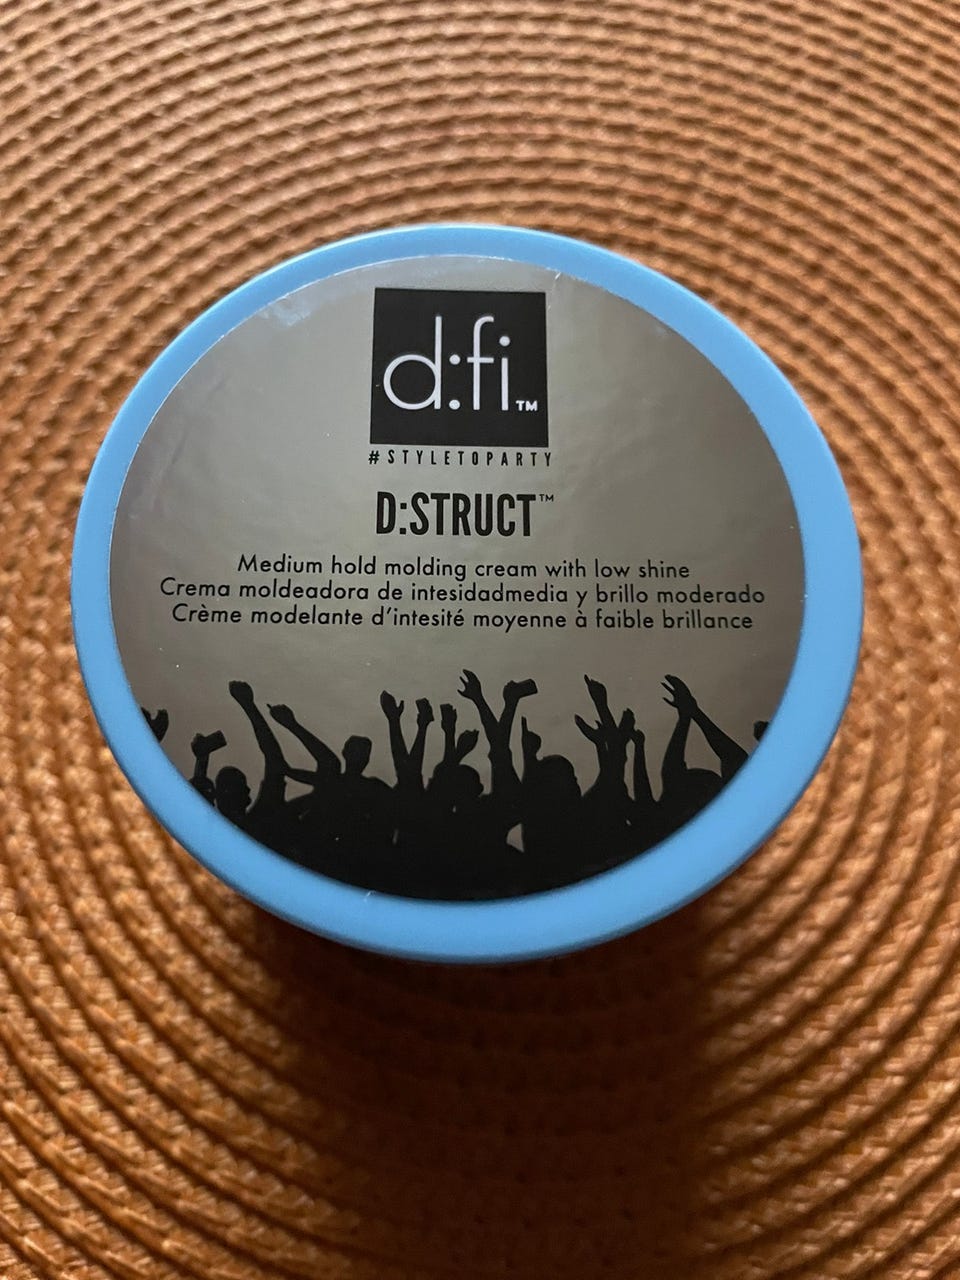 d:fi™
#STYLETOPARTY
D:STRUCT™
Medium hold molding cream with low shine
Crema moldeadora de intesidadmedia y brillo moderado
Crème modelante d'intesité moyenne à faible brillance